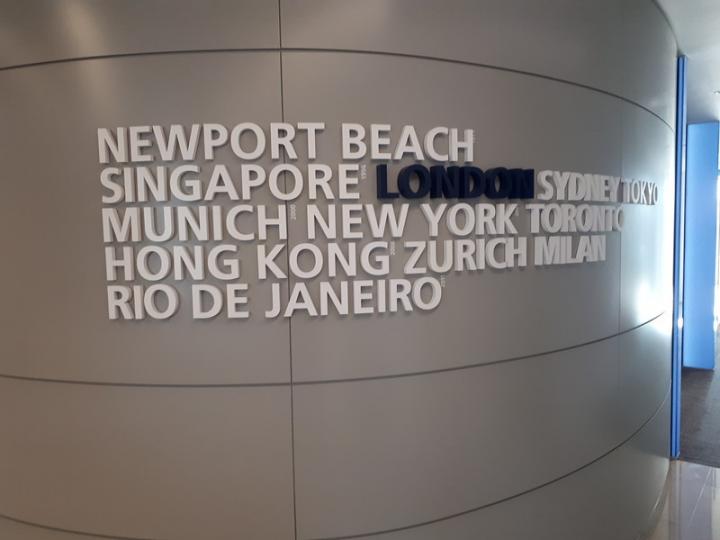 NEWPORT BEACH
SINGAPORE LONDON SYDNEY TOKYO
MUNICH NEW YORK TORONTO
HONG KONG ZURICH MILAN
RIO DE JANEIRO